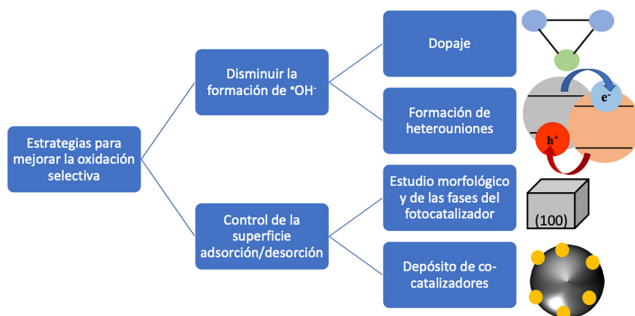 Estrategias para
mejorar la oxidación
selectiva
Disminuir la
formación de •OH-
Control de la
superficie
adsorción/desorción
Dopaje
Formación de
heterouniones
Estudio morfológico
y de las fases del
fotocatalizador
Depósito de co-
catalizadores
e-
h+
(100)